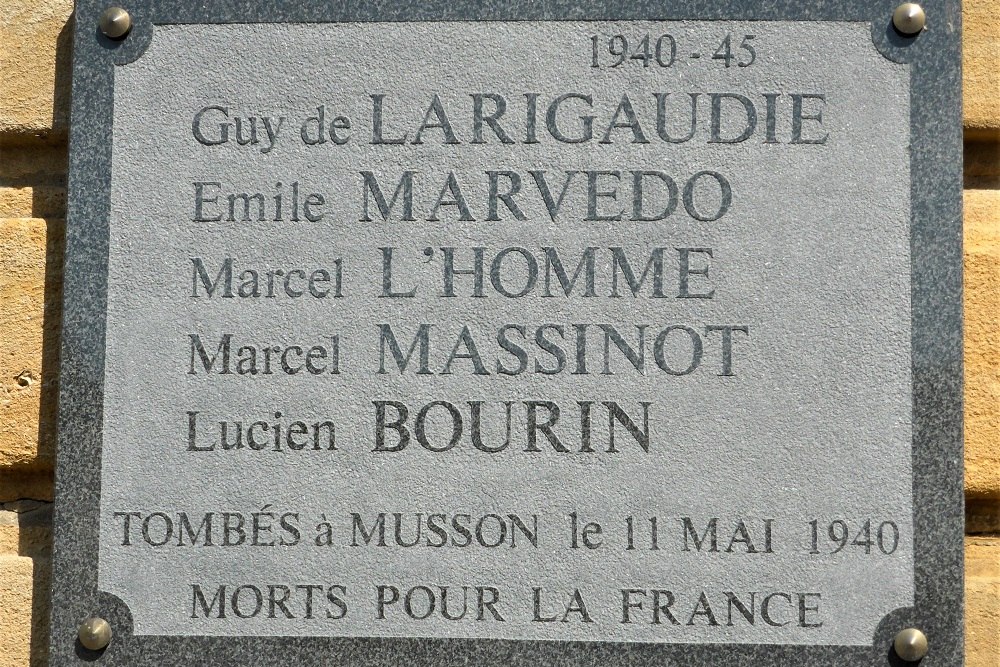 1940 - 45
Guy de LARIGAUDIE
Emile MARVEDO
Marcel L'HOMME
Marcel MASSINOT
Lucien BOURIN
TOMBÉS à MUSSON le 11 MAI 1940
MORTS POUR LA FRANCE